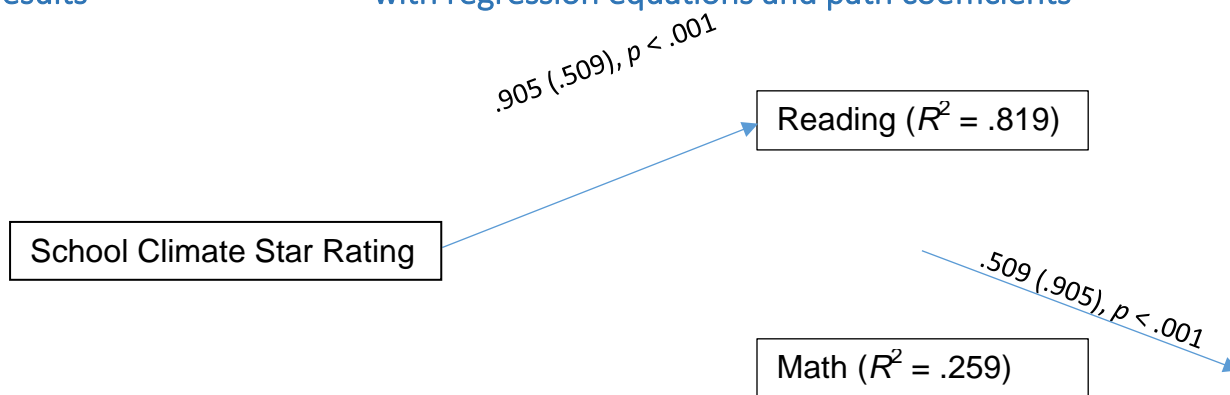 with regression equations and path coefficients
.905 (.509), p < .001
Reading (R² = .819)
School Climate Star Rating
.509 (.905), p < .001
Math (R² = .259)